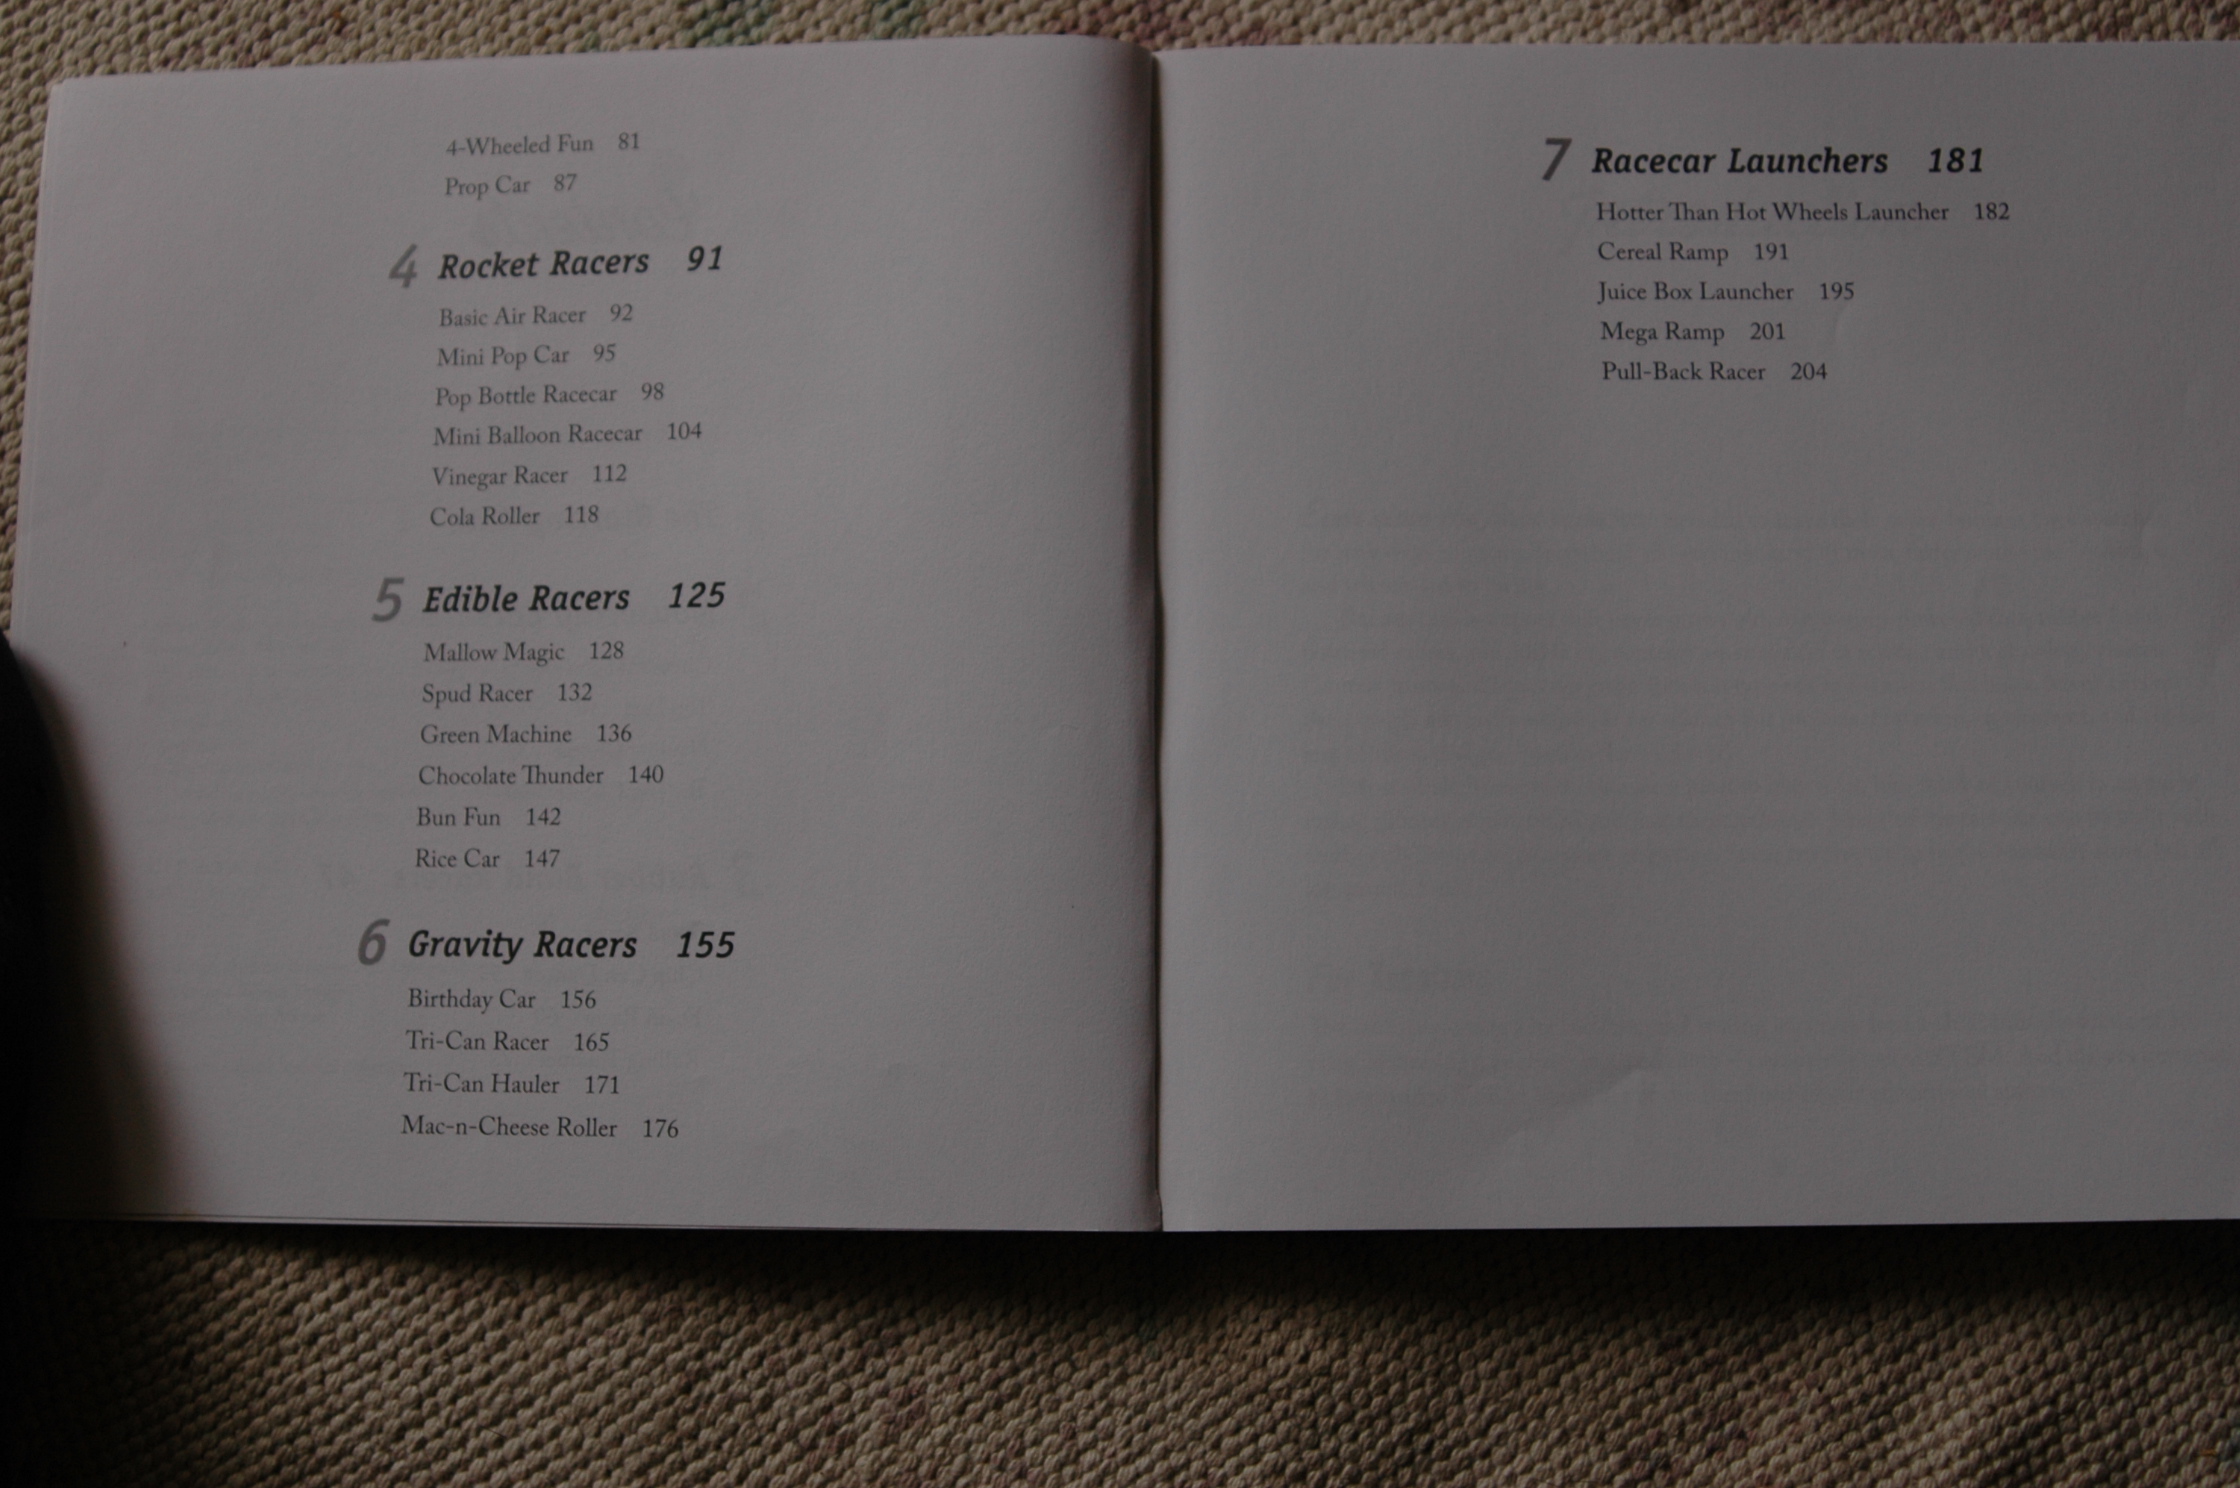 4-Wheeled Fun 81
Prop Car 87
4 Rocket Racers 91
Basic Air Racer 92
Mini Pop Car 95
Pop Bottle Racecar 98
Mini Balloon Racecar 104
Vinegar Racer 112
Cola Roller 118
5 Edible Racers 125
Mallow Magic 128
Spud Racer 132
Green Machine 136
Chocolate Thunder 140
Bun Fun 142
Rice Car 147
6 Gravity Racers 155
Birthday Car 156
Tri-Can Racer 165
Tri-Can Hauler 171
Mac-n-Cheese Roller 176
7 Racecar Launchers 181
Hotter Than Hot Wheels Launcher 182
Cereal Ramp 191
Juice Box Launcher 195
Mega Ramp 201
Pull-Back Racer 204